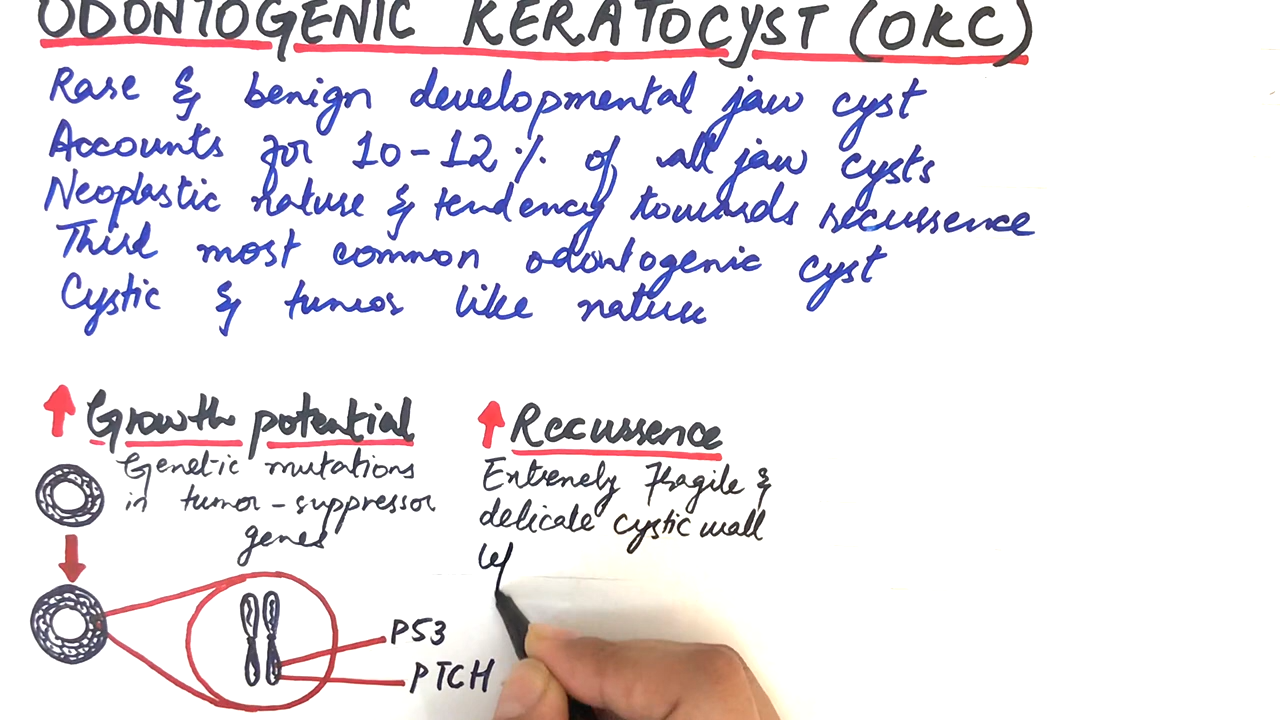 ODONTOGENIC KERATOCYST (OKC)
Rare & benign developmental jaw cyst
Accounts for 10-12% of all jaw cysts
Neoplastic nature & tendency towards recurrence
Third most common odontogenic cyst
Cystic & tumor like nature
Growth potential
Genetic mutations
in tumor-suppressor
genes
P53
PTCH
Recurrence
Extremely fragile &
delicate cystic wall